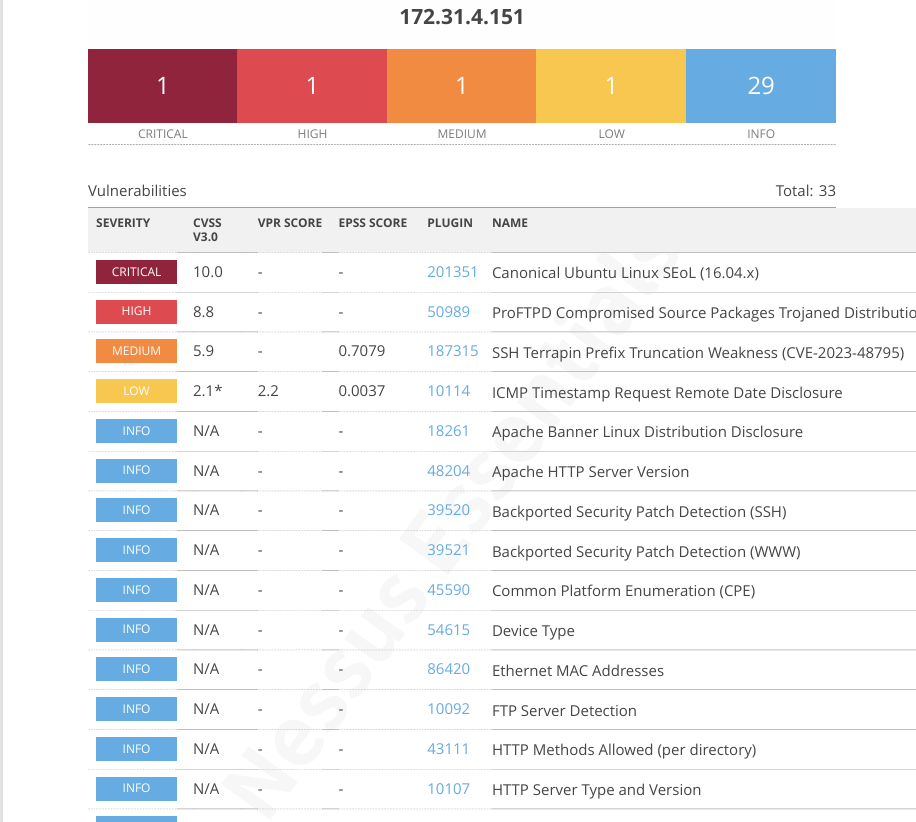 172.31.4.151
1 1 1 1 29
CRITICAL HIGH MEDIUM LOW INFO
Vulnerabilities Total: 33
SEVERITY CVSS V3.0 VPR SCORE EPSS SCORE PLUGIN NAME
CRITICAL 10.0 - - 201351 Canonical Ubuntu Linux SEoL (16.04.x)
HIGH 8.8 - - 50989 ProFTPD Compromised Source Packages Trojaned Distributio
MEDIUM 5.9 - 0.7079 187315 SSH Terrapin Prefix Truncation Weakness (CVE-2023-48795)
LOW 2.1* 2.2 0.0037 10114 ICMP Timestamp Request Remote Date Disclosure
INFO N/A - - 18261 Apache Banner Linux Distribution Disclosure
INFO N/A - - 48204 Apache HTTP Server Version
INFO N/A - - 39520 Backported Security Patch Detection (SSH)
INFO N/A - - 39521 Backported Security Patch Detection (WWW)
INFO N/A - - 45590 Common Platform Enumeration (CPE)
INFO N/A - - 54615 Device Type
INFO N/A - - 86420 Ethernet MAC Addresses
INFO N/A - - 10092 FTP Server Detection
INFO N/A - - 43111 HTTP Methods Allowed (per directory)
INFO N/A - - 10107 HTTP Server Type and Version
Nessus Essentials